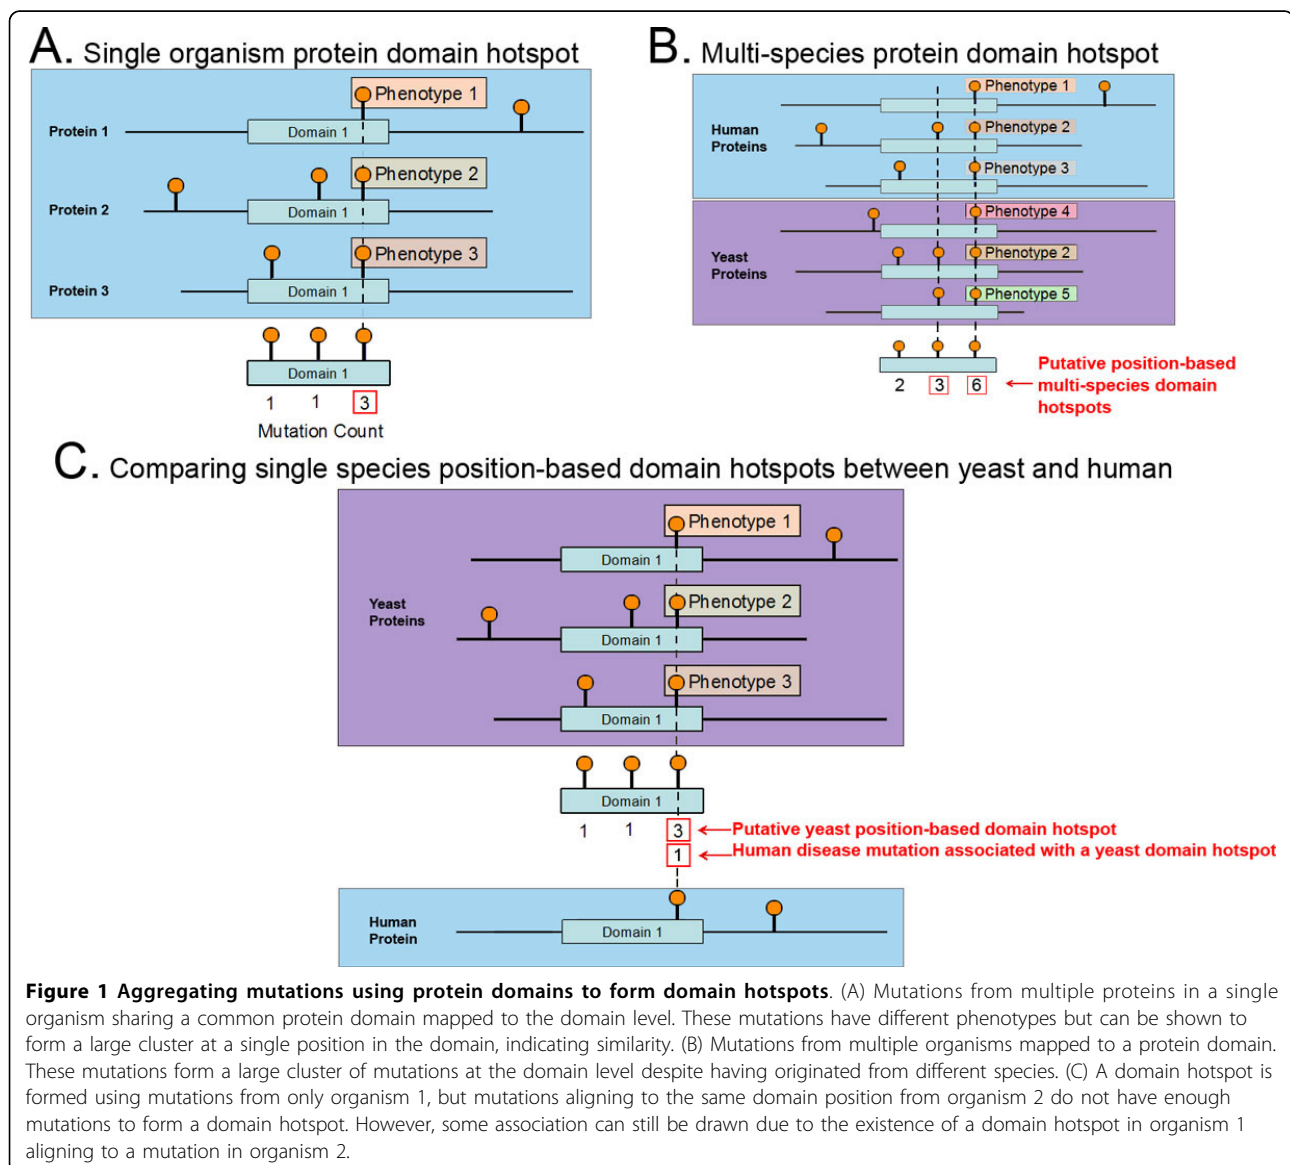 A. Single organism protein domain hotspot
Phenotype 1
Protein 1
Domain 1
Phenotype 2
Protein 2
Domain 1
Phenotype 3
Protein 3
Domain 1
Domain 1
1 1 3
Mutation Count
B. Multi-species protein domain hotspot
Phenotype 1
Human
Proteins
Phenotype 2
Phenotype 3
Phenotype 4
Yeast
Proteins
Phenotype 2
Phenotype 5
2 3 6
Putative position-based
multi-species domain
hotspots
C. Comparing single species position-based domain hotspots between yeast and human
Phenotype 1
Domain 1
Yeast
Proteins
Phenotype 2
Domain 1
Phenotype 3
Domain 1
Domain 1
1 1 3 Putative yeast position-based domain hotspot
1 Human disease mutation associated with a yeast domain hotspot
Human
Protein
Domain 1
Figure 1 Aggregating mutations using protein domains to form domain hotspots. (A) Mutations from multiple proteins in a single
organism sharing a common protein domain mapped to the domain level. These mutations have different phenotypes but can be shown to
form a large cluster at a single position in the domain, indicating similarity. (B) Mutations from multiple organisms mapped to a protein domain.
These mutations form a large cluster of mutations at the domain level despite having originated from different species. (C) A domain hotspot is
formed using mutations from only organism 1, but mutations aligning to the same domain position from organism 2 do not have enough
mutations to form a domain hotspot. However, some association can still be drawn due to the existence of a domain hotspot in organism 1
aligning to a mutation in organism 2.